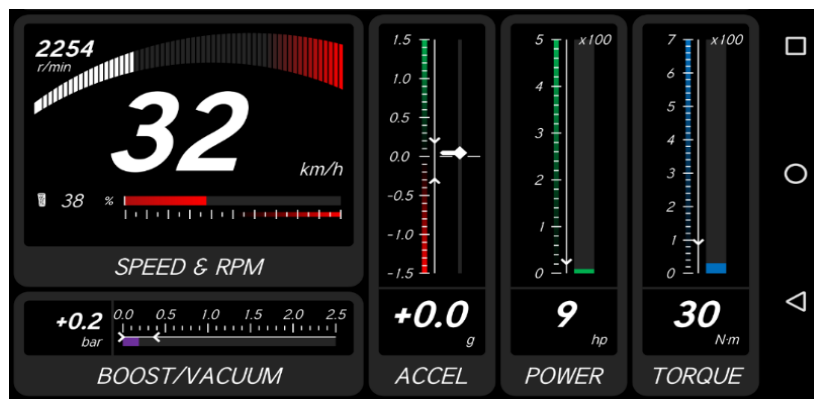 2254
r/min
32
km/h
38 %
SPEED & RPM
+0.2
bar
0.0 0.5 1.0 1.5 2.0 2.5
BOOST/VACUUM
1.5
1.0
0.5
0.0
-0.5
-1.0
-1.5
+0.0
g
ACCEL
5 x100
4
3
2
1
0
9
hp
POWER
7 x100
6
5
4
3
2
1
0
30
N·m
TORQUE